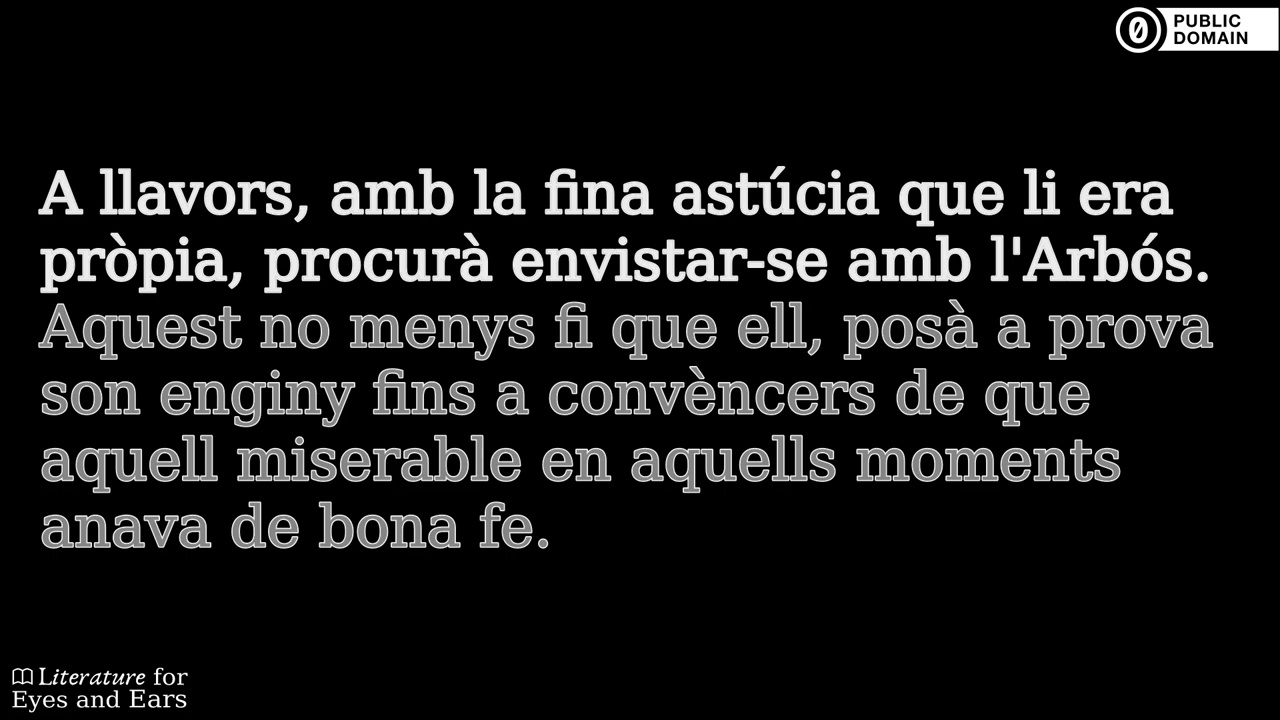 PUBLIC
DOMAIN
A llavors, amb la fina astúcia que li era
pròpia, procurà envistar-se amb l'Arbós.
Aquest no menys fi que ell, posà a prova
son enginy fins a convèncers de que
aquell miserable en aquells moments
anava de bona fe.
Literature for
Eyes and Ears